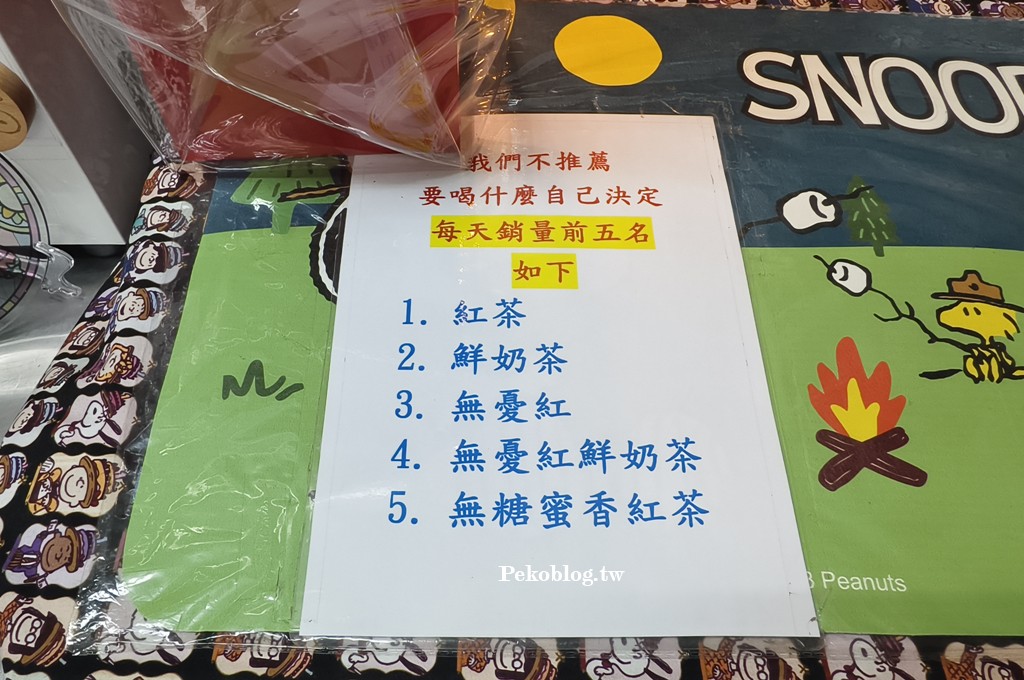 SNOOP
我們不推薦
要喝什麼自己決定
每天銷量前五名
如下
1. 紅茶
2. 鮮奶茶
3. 無憂紅
4. 無憂紅鮮奶茶
5. 無糖蜜香紅茶
Pekoblog.tw
Peanuts